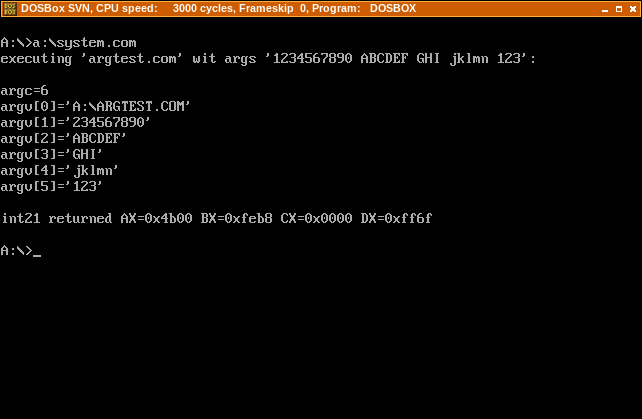 DOSBox SVN, CPU speed: 3000 cycles, Frameskip 0, Program: DOSBOX
A:\>a:\system.com
executing 'argtest.com' wit args '1234567890 ABCDEF GHI jklmn 123':
argc=6
argv[0]='A:\ARGTEST.COM'
argv[1]='234567890'
argv[2]='ABCDEF'
argv[3]='GHI'
argv[4]='jklmn'
argv[5]='123'
int21 returned AX=0x4b00 BX=0xfeb8 CX=0x0000 DX=0xff6f
A:\>_